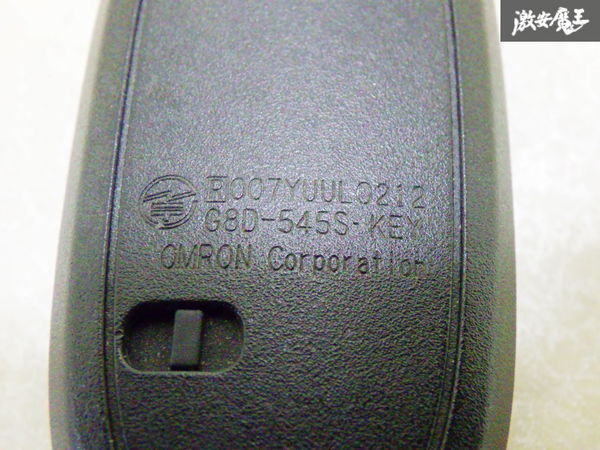 激安魔王
R 007YUUL0212
G8D-545S-KEY
OMRON Corporation